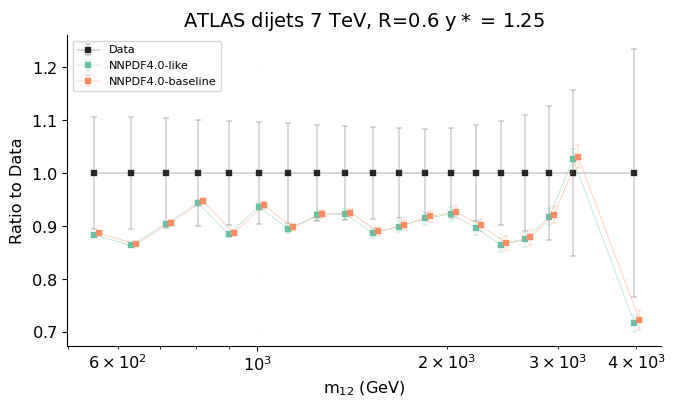 ATLAS dijets 7 TeV, R=0.6 y * = 1.25
Data
NNPDF4.0-like
NNPDF4.0-baseline
Ratio to Data
1.2
1.1
1.0
0.9
0.8
0.7
6 × 10² 10³ 2 × 10³ 3 × 10³ 4 × 10³
m₁₂ (GeV)